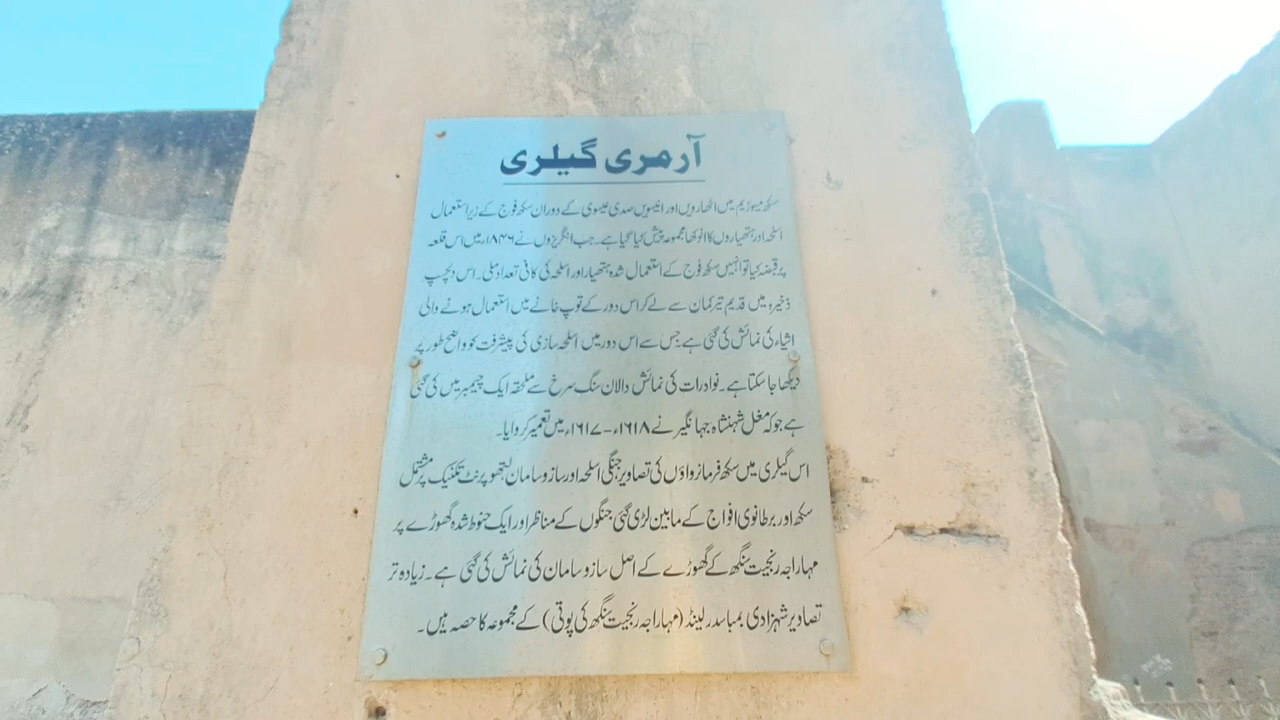 آرمری گیلری
سکھ میوزیم میں اٹھارویں اور انیسویں صدی عیسوی کے دوران سکھ فوج کے زیر استعمال
اسلحہ اور ہتھیاروں کا انوکھا مجموعہ پیش کیا گیا ہے۔ جب انگریزوں نے ۱۸۴۶ء میں اس قلعہ
پر قبضہ کیا تو انہیں سکھ فوج کے استعمال شدہ ہتھیار اور اسلحہ کی کافی تعداد ملی۔ اس دلچسپ
ذخیرہ میں قدیم تیر کمان سے لے کر اس دور کے توپ خانے میں استعمال ہونے والی
اشیاء کی نمائش کی گئی ہے جس سے اس دور میں اسلحہ سازی کی پیشرفت کو واضح طور پر
دیکھا جا سکتا ہے۔ نوادرات کی نمائش دالان سنگ سرخ سے ملحقہ ایک چیمبر میں کی گئی
ہے جو کہ مغل شہنشاہ جہانگیر نے ۱۶۱۸ء-۱۶۱۷ء میں تعمیر کروایا۔
اس گیلری میں سکھ فرمانرواؤں کی تصاویر جنگی اسلحہ اور سازو سامان لیتھو پرنٹ تکنیک پر مشتمل
سکھ اور برطانوی افواج کے مابین لڑی گئی جنگوں کے مناظر اور ایک حنوط شدہ گھوڑے پر
مہاراجہ رنجیت سنگھ کے گھوڑے کے اصل سازو سامان کی نمائش کی گئی ہے۔ زیادہ تر
تصاویر شہزادی بمبا سدرلینڈ (مہاراجہ رنجیت سنگھ کی پوتی) کے مجموعہ کا حصہ ہیں۔